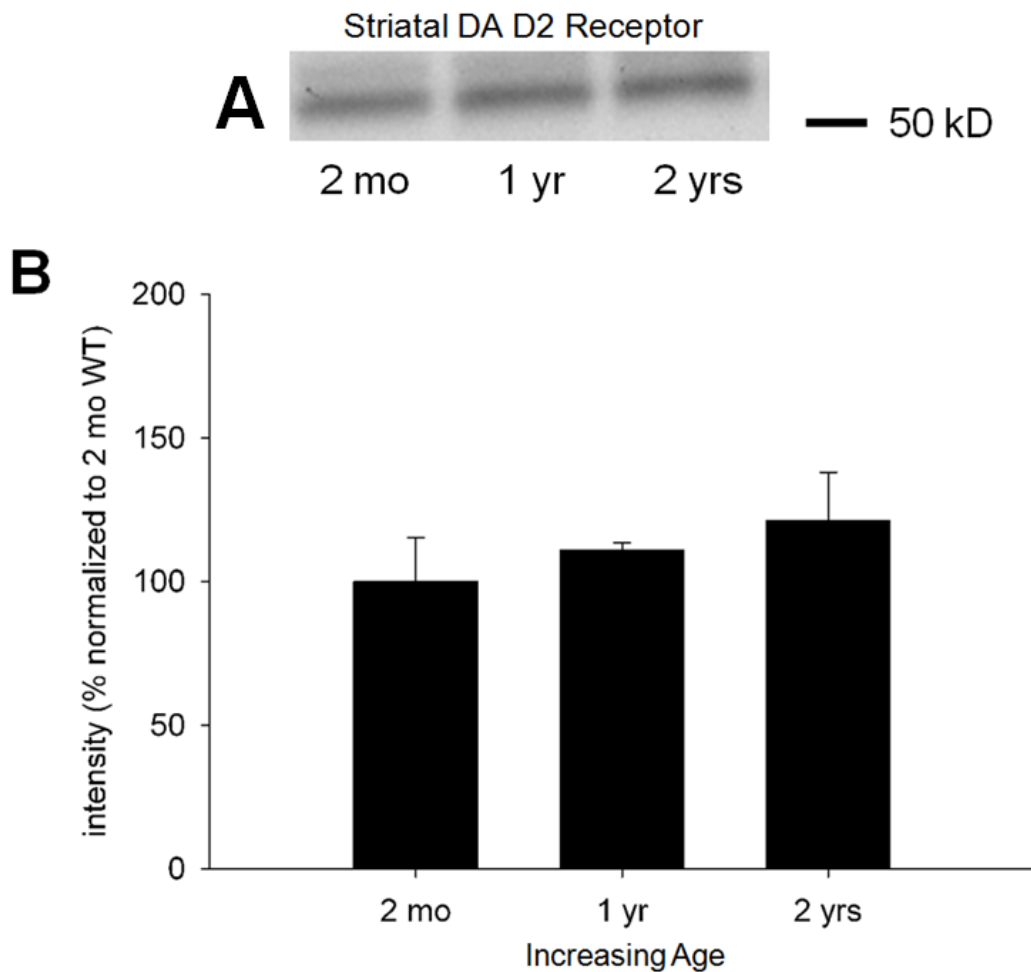 Striatal DA D2 Receptor
A
50 kD
2 mo 1 yr 2 yrs
B
intensity (% normalized to 2 mo WT)
200
150
100
50
0
2 mo 1 yr 2 yrs
Increasing Age